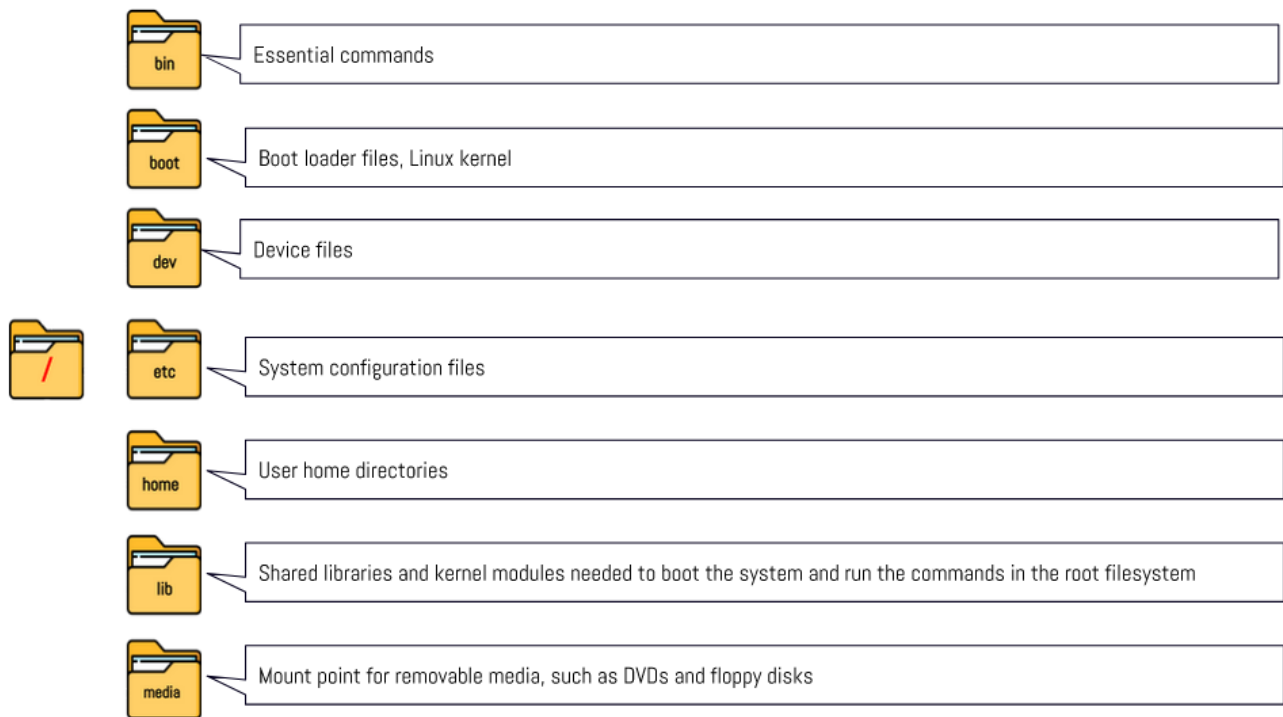 bin
Essential commands
boot
Boot loader files, Linux kernel
dev
Device files
/
etc
System configuration files
home
User home directories
lib
Shared libraries and kernel modules needed to boot the system and run the commands in the root filesystem
media
Mount point for removable media, such as DVDs and floppy disks